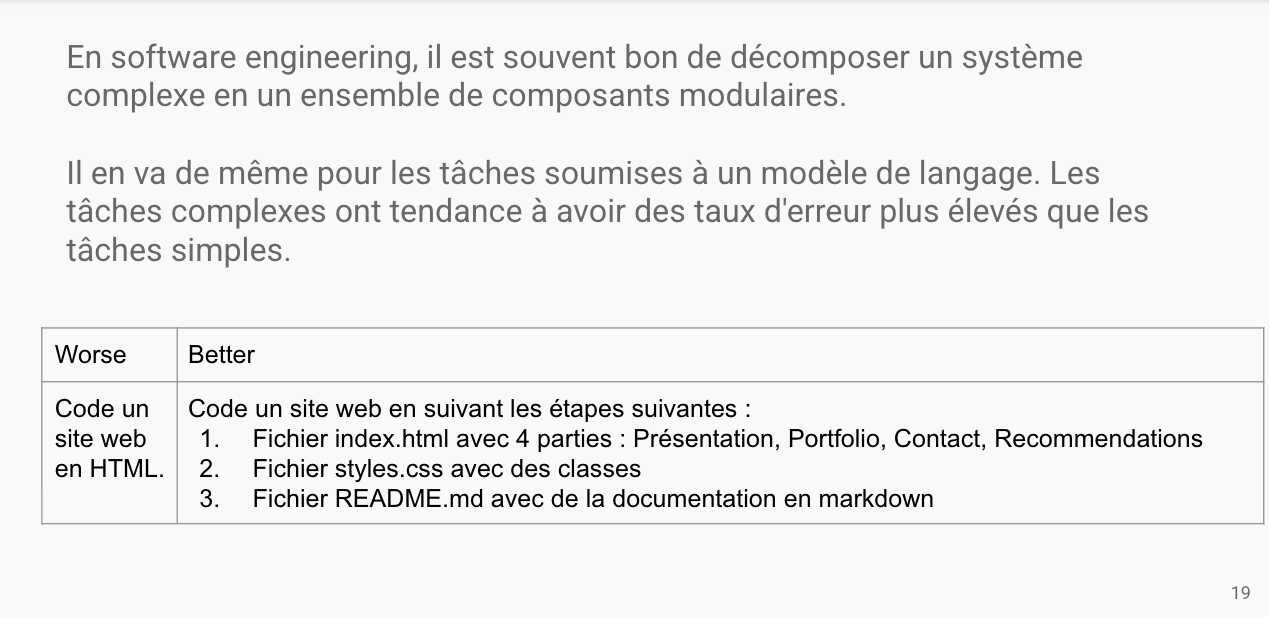 En software engineering, il est souvent bon de décomposer un système
complexe en un ensemble de composants modulaires.
Il en va de même pour les tâches soumises à un modèle de langage. Les
tâches complexes ont tendance à avoir des taux d'erreur plus élevés que les
tâches simples.
Worse
Better
Code un
site web
en HTML.
Code un site web en suivant les étapes suivantes :
1. Fichier index.html avec 4 parties : Présentation, Portfolio, Contact, Recommendations
2. Fichier styles.css avec des classes
3. Fichier README.md avec de la documentation en markdown
19